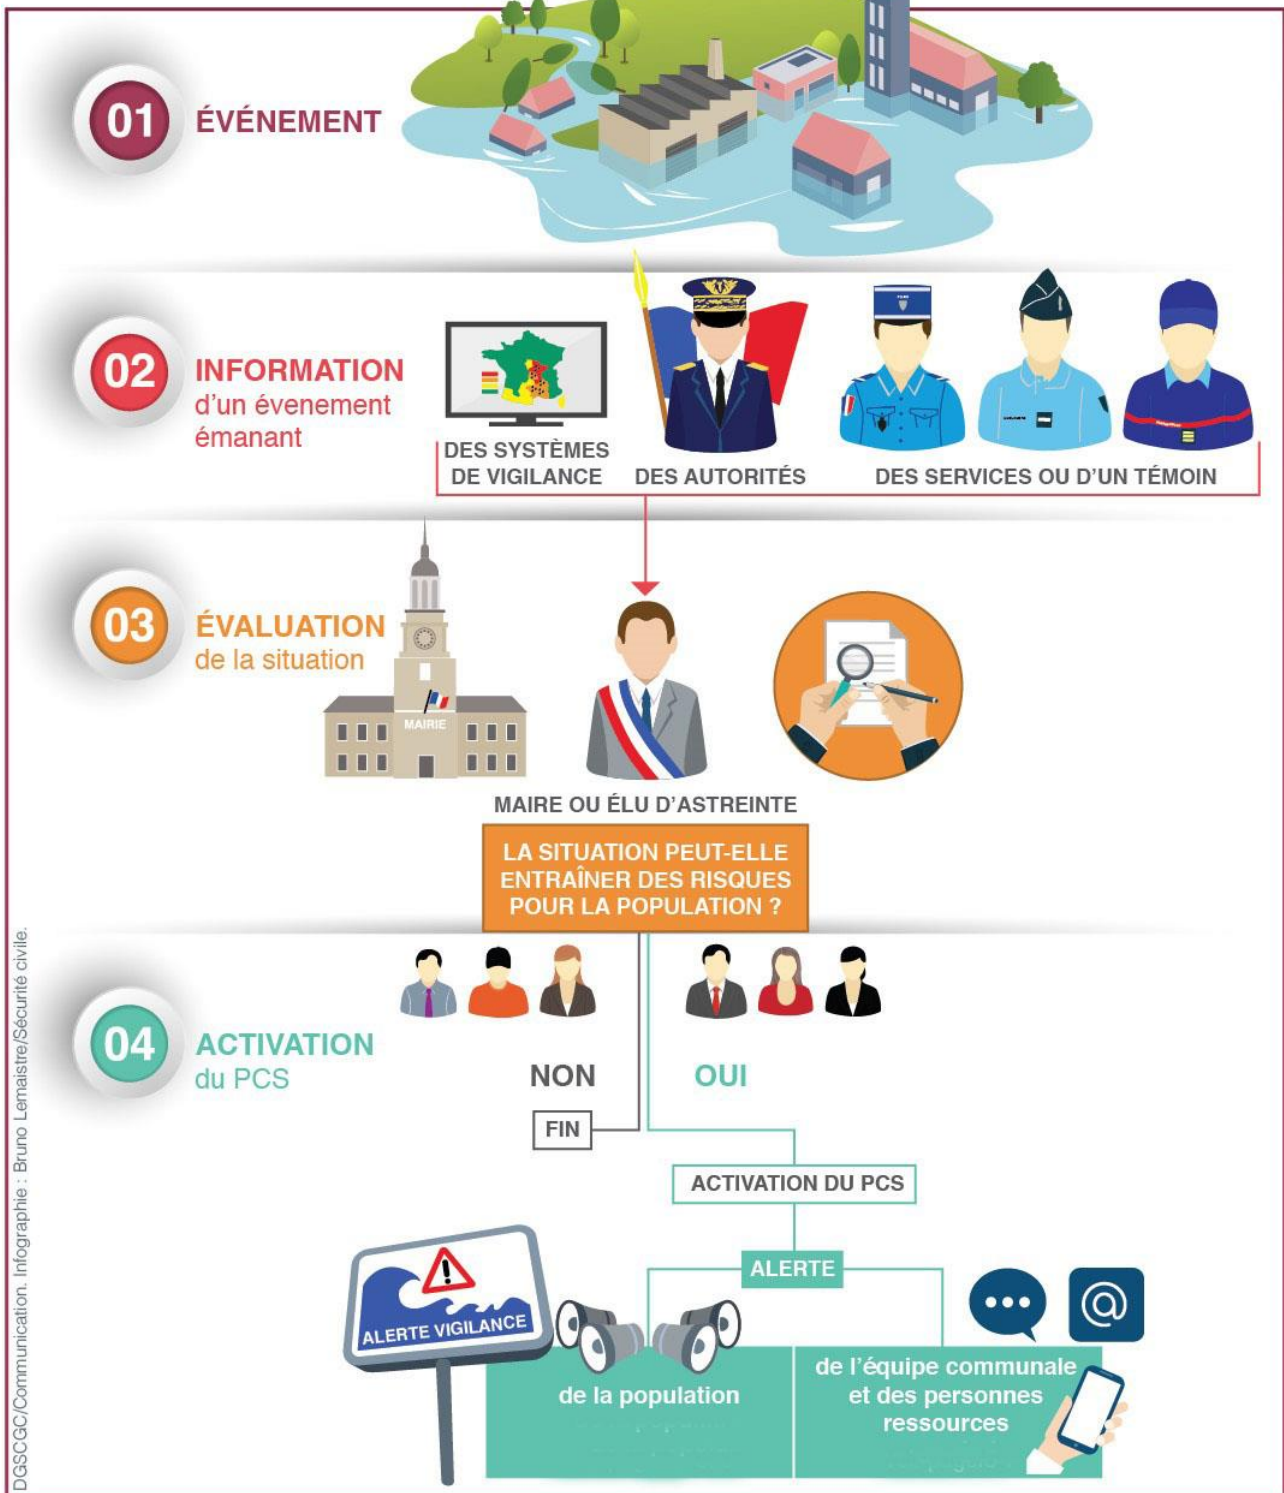 01
ÉVÉNEMENT
02
INFORMATION
d'un évenement
émanant
DES SYSTÈMES
DE VIGILANCE
DES AUTORITÉS
DES SERVICES OU D'UN TÉMOIN
03
ÉVALUATION
de la situation
MAIRIE
MAIRE OU ÉLU D'ASTREINTE
LA SITUATION PEUT-ELLE
ENTRAÎNER DES RISQUES
POUR LA POPULATION ?
04
ACTIVATION
du PCS
NON
OUI
FIN
ACTIVATION DU PCS
ALERTE
ALERTE VIGILANCE
de la population
de l'équipe communale
et des personnes
ressources
@
DGSCGC/Communication. Infographie : Bruno Lemaistre/Sécurité civile.